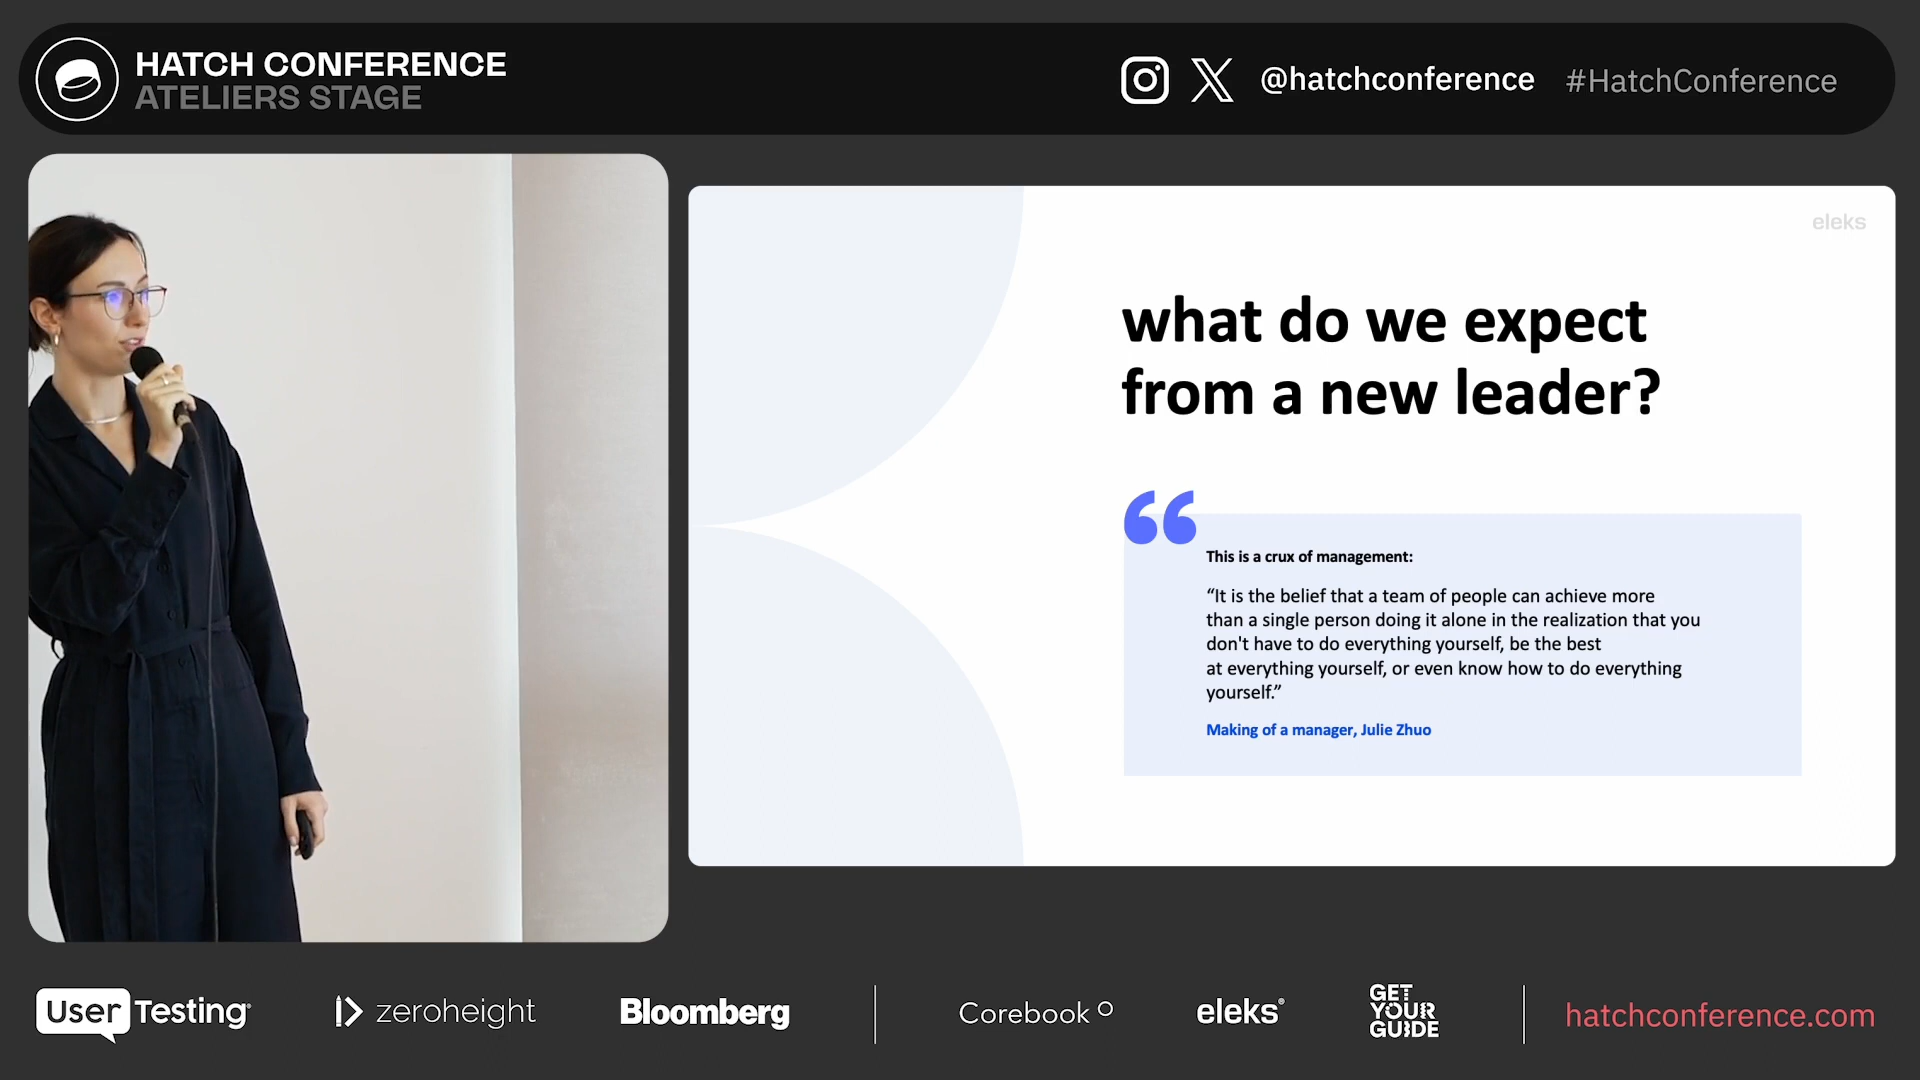 HATCH CONFERENCE
ATELIERS STAGE
@hatchconference #HatchConference
eleks
what do we expect
from a new leader?
“
This is a crux of management:
“It is the belief that a team of people can achieve more
than a single person doing it alone in the realization that you
don't have to do everything yourself, be the best
at everything yourself, or even know how to do everything
yourself.”
Making of a manager, Julie Zhuo
UserTesting
zeroheight
Bloomberg
Corebook
eleks®
GET
YOUR
GUIDE
hatchconference.com